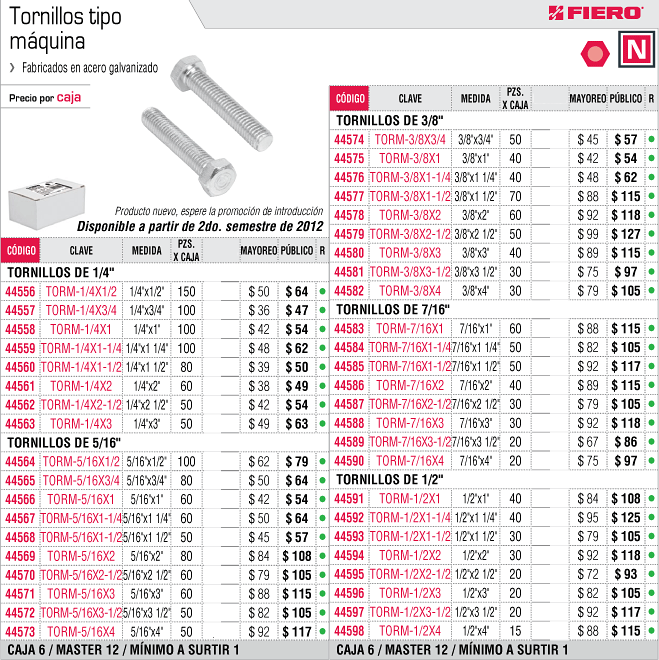 Tornillos tipo
máquina
› Fabricados en acero galvanizado
Precio por caja
FIERO®
N
Producto nuevo, espere la promoción de introducción
Disponible a partir de 2do. semestre de 2012
CÓDIGO CLAVE MEDIDA PZS. X CAJA MAYOREO PÚBLICO R
TORNILLOS DE 1/4"
44556 TORM-1/4X1/2 1/4"x1/2" 150 $ 50 $ 64
44557 TORM-1/4X3/4 1/4"x3/4" 100 $ 36 $ 47
44558 TORM-1/4X1 1/4"x1" 100 $ 42 $ 54
44559 TORM-1/4X1-1/4 1/4"x1 1/4" 100 $ 48 $ 62
44560 TORM-1/4X1-1/2 1/4"x1 1/2" 80 $ 39 $ 50
44561 TORM-1/4X2 1/4"x2" 60 $ 38 $ 49
44562 TORM-1/4X2-1/2 1/4"x2 1/2" 50 $ 42 $ 54
44563 TORM-1/4X3 1/4"x3" 50 $ 49 $ 63
TORNILLOS DE 5/16"
44564 TORM-5/16X1/2 5/16"x1/2" 100 $ 62 $ 79
44565 TORM-5/16X3/4 5/16"x3/4" 80 $ 50 $ 64
44566 TORM-5/16X1 5/16"x1" 60 $ 42 $ 54
44567 TORM-5/16X1-1/4 5/16"x1 1/4" 60 $ 50 $ 64
44568 TORM-5/16X1-1/2 5/16"x1 1/2" 50 $ 45 $ 57
44569 TORM-5/16X2 5/16"x2" 80 $ 84 $ 108
44570 TORM-5/16X2-1/2 5/16"x2 1/2" 60 $ 79 $ 105
44571 TORM-5/16X3 5/16"x3" 60 $ 88 $ 115
44572 TORM-5/16X3-1/2 5/16"x3 1/2" 50 $ 82 $ 105
44573 TORM-5/16X4 5/16"x4" 50 $ 92 $ 117
CAJA 6 / MASTER 12 / MÍNIMO A SURTIR 1
CÓDIGO CLAVE MEDIDA PZS. X CAJA MAYOREO PÚBLICO R
TORNILLOS DE 3/8"
44574 TORM-3/8X3/4 3/8"x3/4" 50 $ 45 $ 57
44575 TORM-3/8X1 3/8"x1" 40 $ 42 $ 54
44576 TORM-3/8X1-1/4 3/8"x1 1/4" 40 $ 48 $ 62
44577 TORM-3/8X1-1/2 3/8"x1 1/2" 70 $ 88 $ 115
44578 TORM-3/8X2 3/8"x2" 60 $ 92 $ 118
44579 TORM-3/8X2-1/2 3/8"x2 1/2" 50 $ 99 $ 127
44580 TORM-3/8X3 3/8"x3" 40 $ 89 $ 115
44581 TORM-3/8X3-1/2 3/8"x3 1/2" 30 $ 75 $ 97
44582 TORM-3/8X4 3/8"x4" 30 $ 79 $ 105
TORNILLOS DE 7/16"
44583 TORM-7/16X1 7/16"x1" 60 $ 88 $ 115
44584 TORM-7/16X1-1/4 7/16"x1 1/4" 50 $ 82 $ 105
44585 TORM-7/16X1-1/2 7/16"x1 1/2" 50 $ 92 $ 117
44586 TORM-7/16X2 7/16"x2" 40 $ 89 $ 115
44587 TORM-7/16X2-1/2 7/16"x2 1/2" 30 $ 79 $ 105
44588 TORM-7/16X3 7/16"x3" 30 $ 92 $ 118
44589 TORM-7/16X3-1/2 7/16"x3 1/2" 20 $ 67 $ 86
44590 TORM-7/16X4 7/16"x4" 20 $ 75 $ 97
TORNILLOS DE 1/2"
44591 TORM-1/2X1 1/2"x1" 40 $ 84 $ 108
44592 TORM-1/2X1-1/4 1/2"x1 1/4" 40 $ 95 $ 125
44593 TORM-1/2X1-1/2 1/2"x1 1/2" 30 $ 79 $ 105
44594 TORM-1/2X2 1/2"x2" 30 $ 92 $ 118
44595 TORM-1/2X2-1/2 1/2"x2 1/2" 20 $ 72 $ 93
44596 TORM-1/2X3 1/2"x3" 20 $ 82 $ 105
44597 TORM-1/2X3-1/2 1/2"x3 1/2" 20 $ 92 $ 117
44598 TORM-1/2X4 1/2"x4" 15 $ 88 $ 115
CAJA 6 / MASTER 12 / MÍNIMO A SURTIR 1